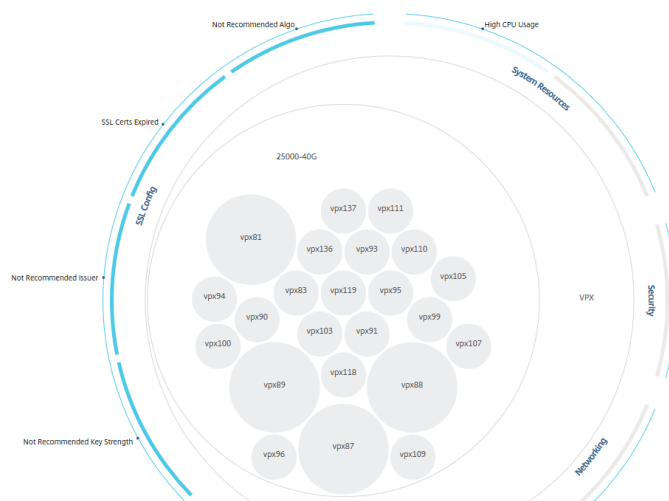 Not Recommended Algo
High CPU Usage
System Resources
SSL Certs Expired
25000-40G
SSL Config
vpx137
vpx111
vpx81
vpx136
vpx93
vpx110
vpx105
Not Recommended Issuer
vpx94
vpx83
vpx119
vpx95
VPX
Security
vpx90
vpx99
vpx100
vpx103
vpx91
vpx107
vpx118
vpx89
vpx88
Not Recommended Key Strength
vpx96
vpx87
vpx109
Networking